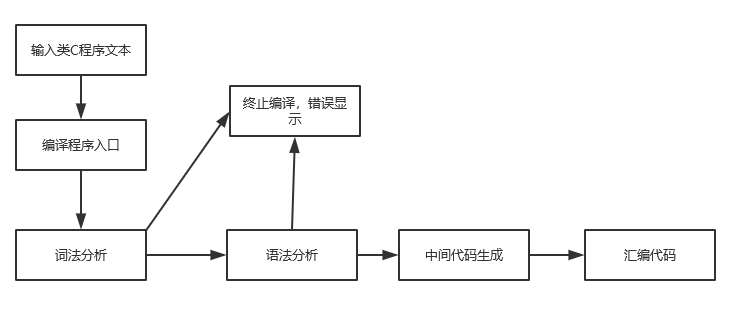 输入类C程序文本
终止编译，错误显
示
编译程序入口
词法分析
语法分析
中间代码生成
汇编代码